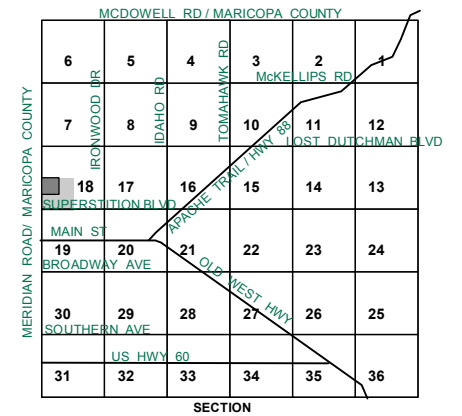 MCDOWELL RD / MARICOPA COUNTY
6 5 4 3 2 1
McKELLIPS RD
MERIDIAN ROAD/ MARICOPA COUNTY
IRONWOOD DR
IDAHO RD
TOMAHAWK RD
7 8 9 10 11 12
LOST DUTCHMAN BLVD
APACHE TRAIL / HWY 88
18 17 16 15 14 13
SUPERSTITION BLVD
MAIN ST
19 20 21 22 23 24
BROADWAY AVE
OLD WEST HWY
30 29 28 27 26 25
SOUTHERN AVE
US HWY 60
31 32 33 34 35 36
SECTION